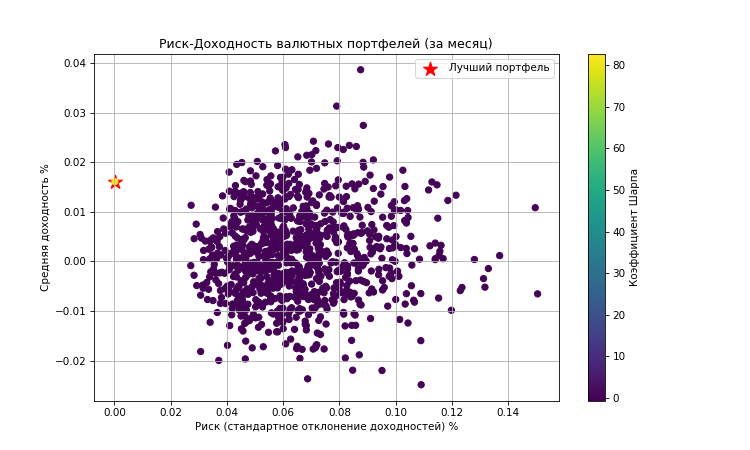 Риск-Доходность валютных портфелей (за месяц)
Лучший портфель
Средняя доходность %
0.04
0.03
0.02
0.01
0.00
−0.01
−0.02
0.00 0.02 0.04 0.06 0.08 0.10 0.12 0.14
Риск (стандартное отклонение доходностей) %
80
70
60
50
40
30
20
10
0
Коэффициент Шарпа